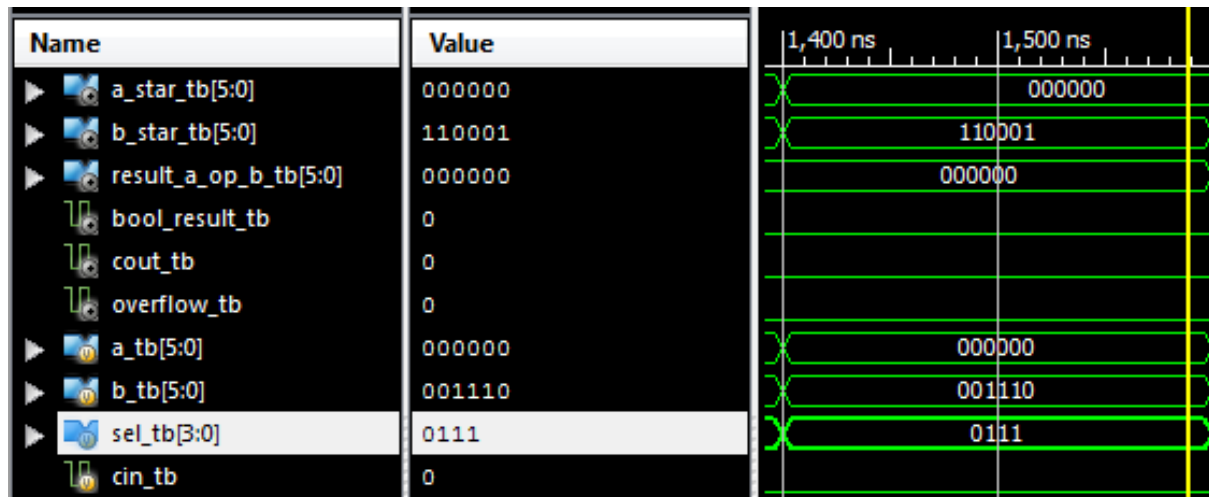 Name Value 1,400 ns 1,500 ns
a_star_tb[5:0] 000000 000000
b_star_tb[5:0] 110001 110001
result_a_op_b_tb[5:0] 000000 000000
bool_result_tb 0
cout_tb 0
overflow_tb 0
a_tb[5:0] 000000 000000
b_tb[5:0] 001110 001110
sel_tb[3:0] 0111 0111
cin_tb 0